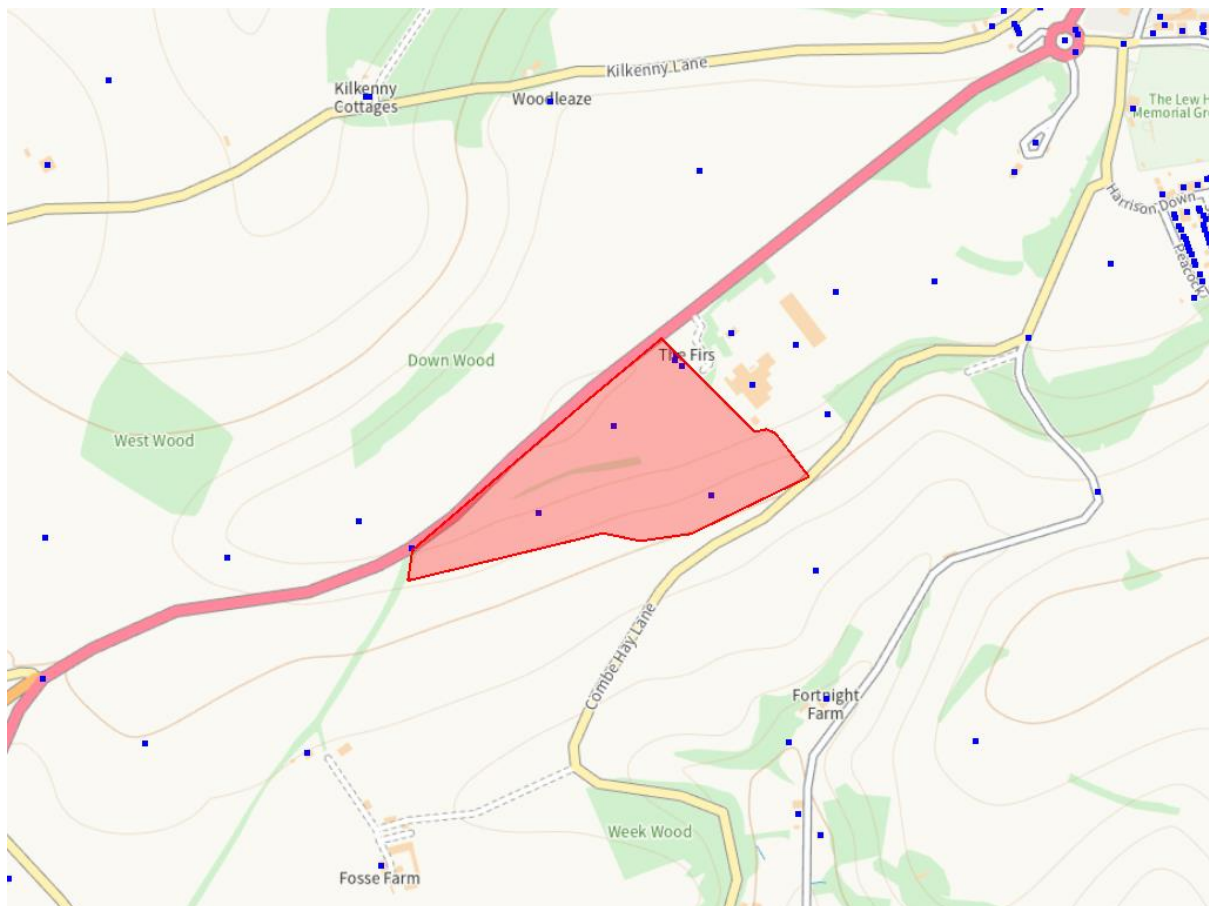 Kilkenny Lane
Kilkenny
Cottages
Woodleaze
The Lew H
Memorial Gr
Harrison Down
Peacock
The Firs
Down Wood
West Wood
Combe Hay Lane
Fortnight
Farm
Week Wood
Fosse Farm